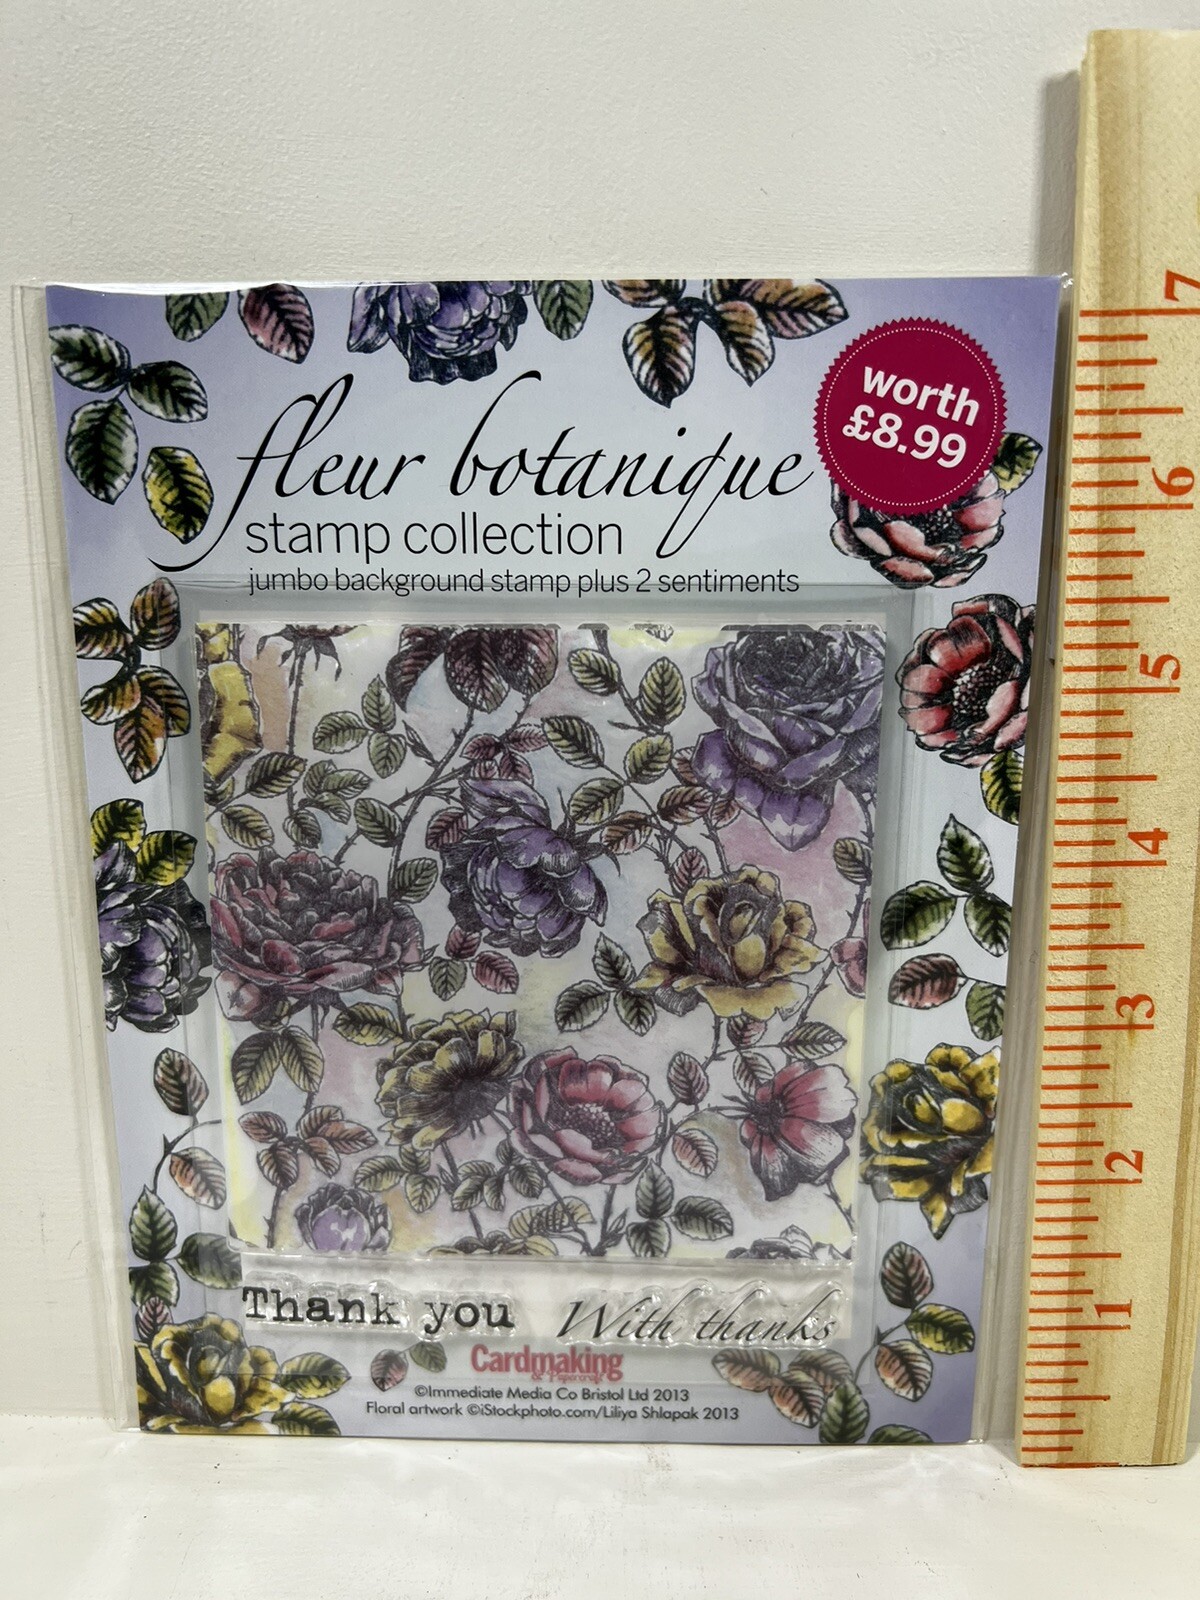 fleur botanique
stamp collection
jumbo background stamp plus 2 sentiments
worth
£8.99
Thank you
With thanks
Cardmaking
& Papercraft
©Immediate Media Co Bristol Ltd 2013
Floral artwork ©iStockphoto.com/Liliya Shlapak 2013
7
6
5
4
3
2
1